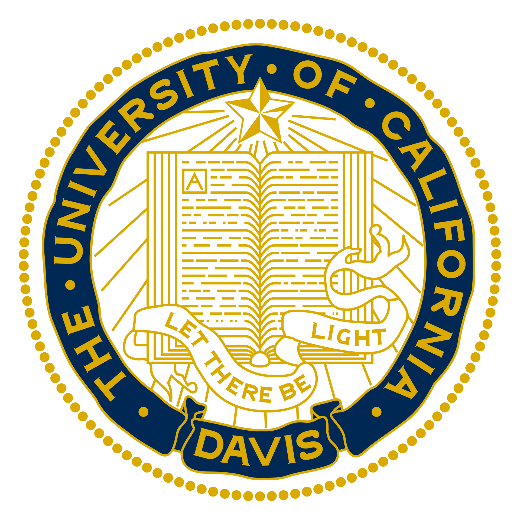 THE · UNIVERSITY · OF · CALIFORNIA
A
LET THERE BE
LIGHT
DAVIS